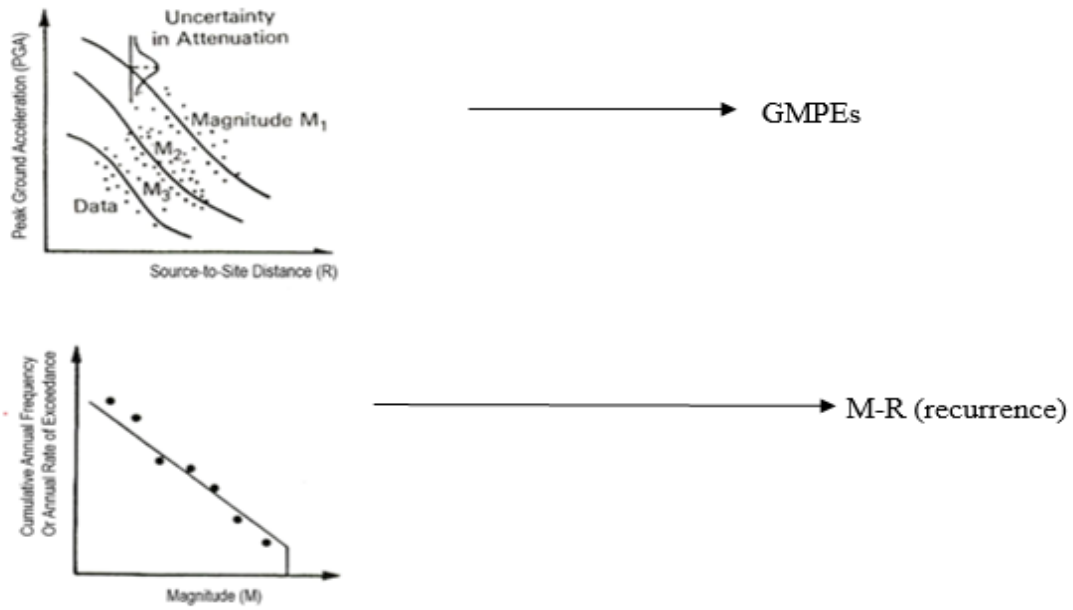 Uncertainty
in Attenuation
Peak Ground Acceleration (PGA)
Magnitude M₁
M₂
M₃
Data
Source-to-Site Distance (R)
GMPEs
Cumulative Annual Frequency
Or Annual Rate of Exceedance
Magnitude (M)
M-R (recurrence)